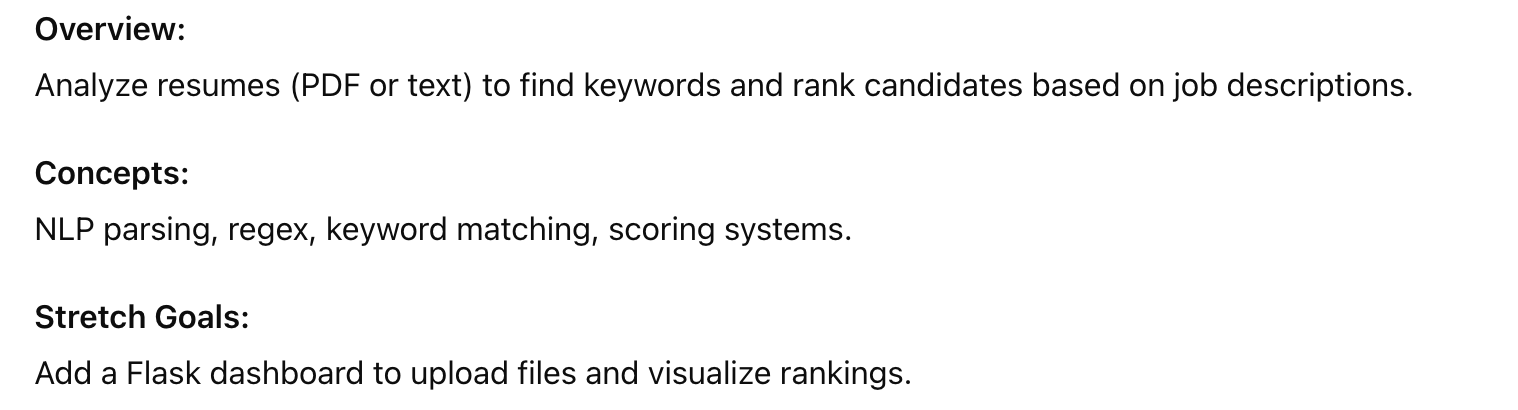 Overview:
Analyze resumes (PDF or text) to find keywords and rank candidates based on job descriptions.
Concepts:
NLP parsing, regex, keyword matching, scoring systems.
Stretch Goals:
Add a Flask dashboard to upload files and visualize rankings.